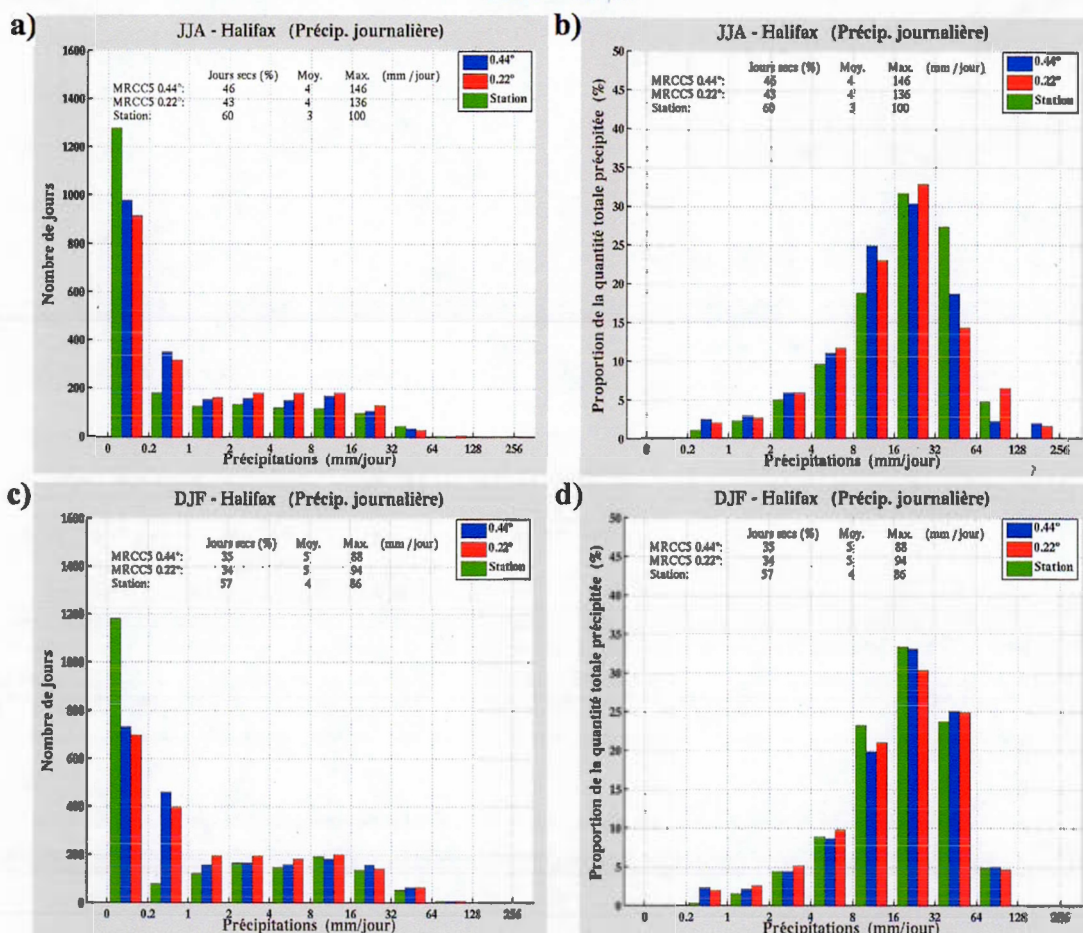 a)
JJA - Halifax (Précip. journalière)
Jours secs (%) Moy. Max. (mm/jour)
MRCC5 0.44°: 46 4 146
MRCC5 0.22°: 43 4 136
Station: 60 3 100
0.44°
0.22°
Station
Nombre de jours
1600
1400
1200
1000
800
600
400
200
0
0 0.2 1 2 4 8 16 32 64 128 256
Précipitations (mm/jour)
b)
JJA - Halifax (Précip. journalière)
Jours secs (%) Moy. Max. (mm/jour)
MRCC5 0.44°: 46 4 146
MRCC5 0.22°: 43 4 136
Station: 60 3 100
0.44°
0.22°
Station
Proportion de la quantité totale précipitée (%)
50
45
40
35
30
25
20
15
10
5
0
0 0.2 1 2 4 8 16 32 64 128 256
Précipitations (mm/jour)
c)
DJF - Halifax (Précip. journalière)
Jours secs (%) Moy. Max. (mm/jour)
MRCC5 0.44°: 35 5 88
MRCC5 0.22°: 34 5 94
Station: 57 4 86
0.44°
0.22°
Station
Nombre de jours
1600
1400
1200
1000
800
600
400
200
0
0 0.2 1 2 4 8 16 32 64 128 256
Précipitations (mm/jour)
d)
DJF - Halifax (Précip. journalière)
Jours secs (%) Moy. Max. (mm/jour)
MRCC5 0.44°: 35 5 88
MRCC5 0.22°: 34 5 94
Station: 57 4 86
0.44°
0.22°
Station
Proportion de la quantité totale précipitée (%)
50
45
40
35
30
25
20
15
10
5
0
0 0.2 1 2 4 8 16 32 64 128 256
Précipitations (mm/jour)